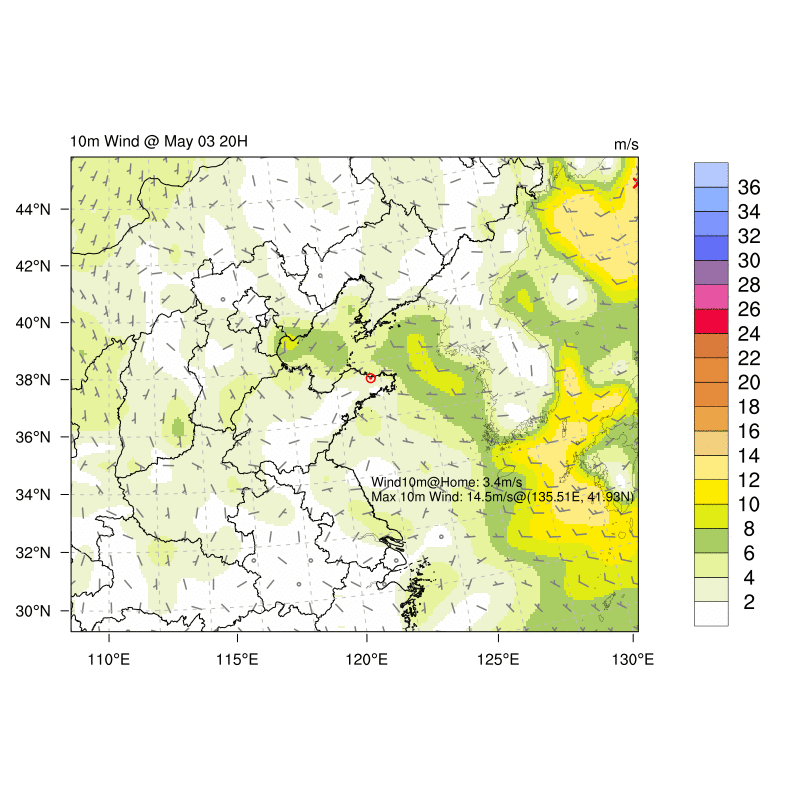 10m Wind @ May 03 20H
m/s
44°N
42°N
40°N
38°N
36°N
34°N
32°N
30°N
110°E
115°E
120°E
125°E
130°E
Wind10m@Home: 3.4m/s
Max 10m Wind: 14.5m/s@(135.51E, 41.93N)
36
34
32
30
28
26
24
22
20
18
16
14
12
10
8
6
4
2